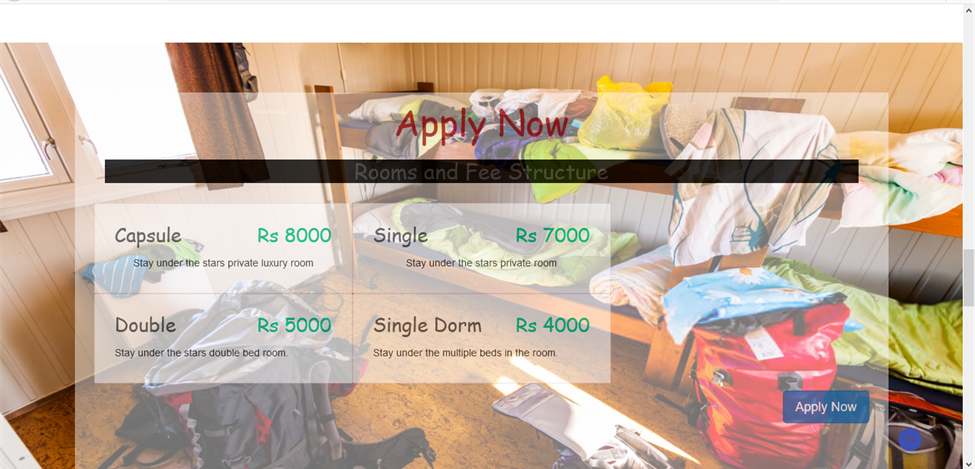 Apply Now
Rooms and Fee Structure
Capsule Rs 8000
Stay under the stars private luxury room
Single Rs 7000
Stay under the stars private room
Double Rs 5000
Stay under the stars double bed room.
Single Dorm Rs 4000
Stay under the multiple beds in the room.
Apply Now